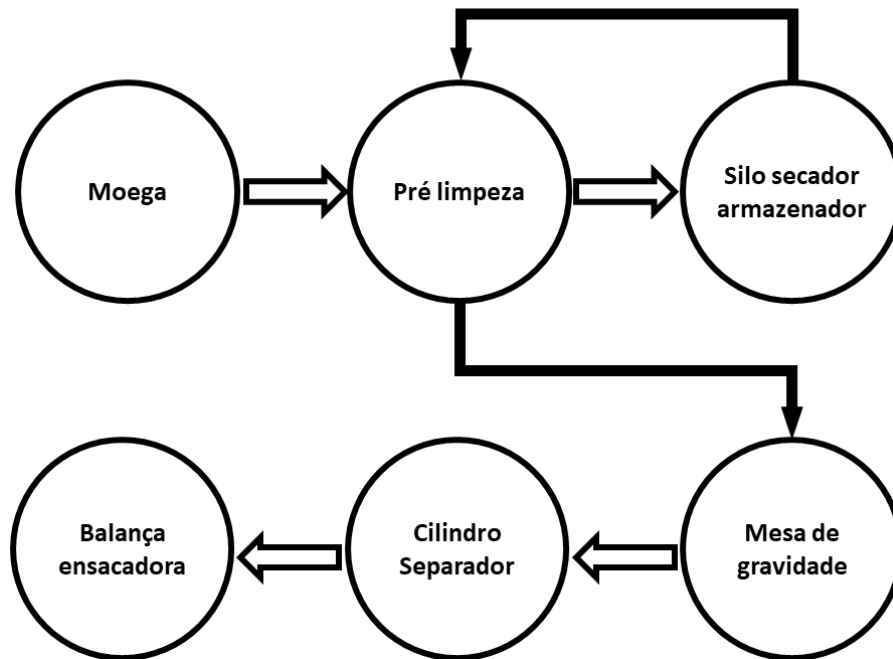 Moega
Pré limpeza
Silo secador
armazenador
Balança
ensacadora
Cilindro
Separador
Mesa de
gravidade